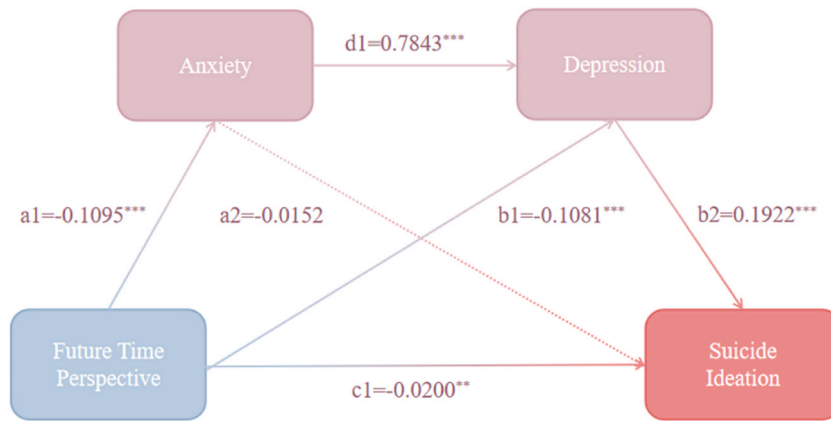 d1=0.7843***
Anxiety
Depression
a1=-0.1095***
a2=-0.0152
b1=-0.1081***
b2=0.1922***
Future Time
Perspective
Suicide
Ideation
c1=-0.0200**